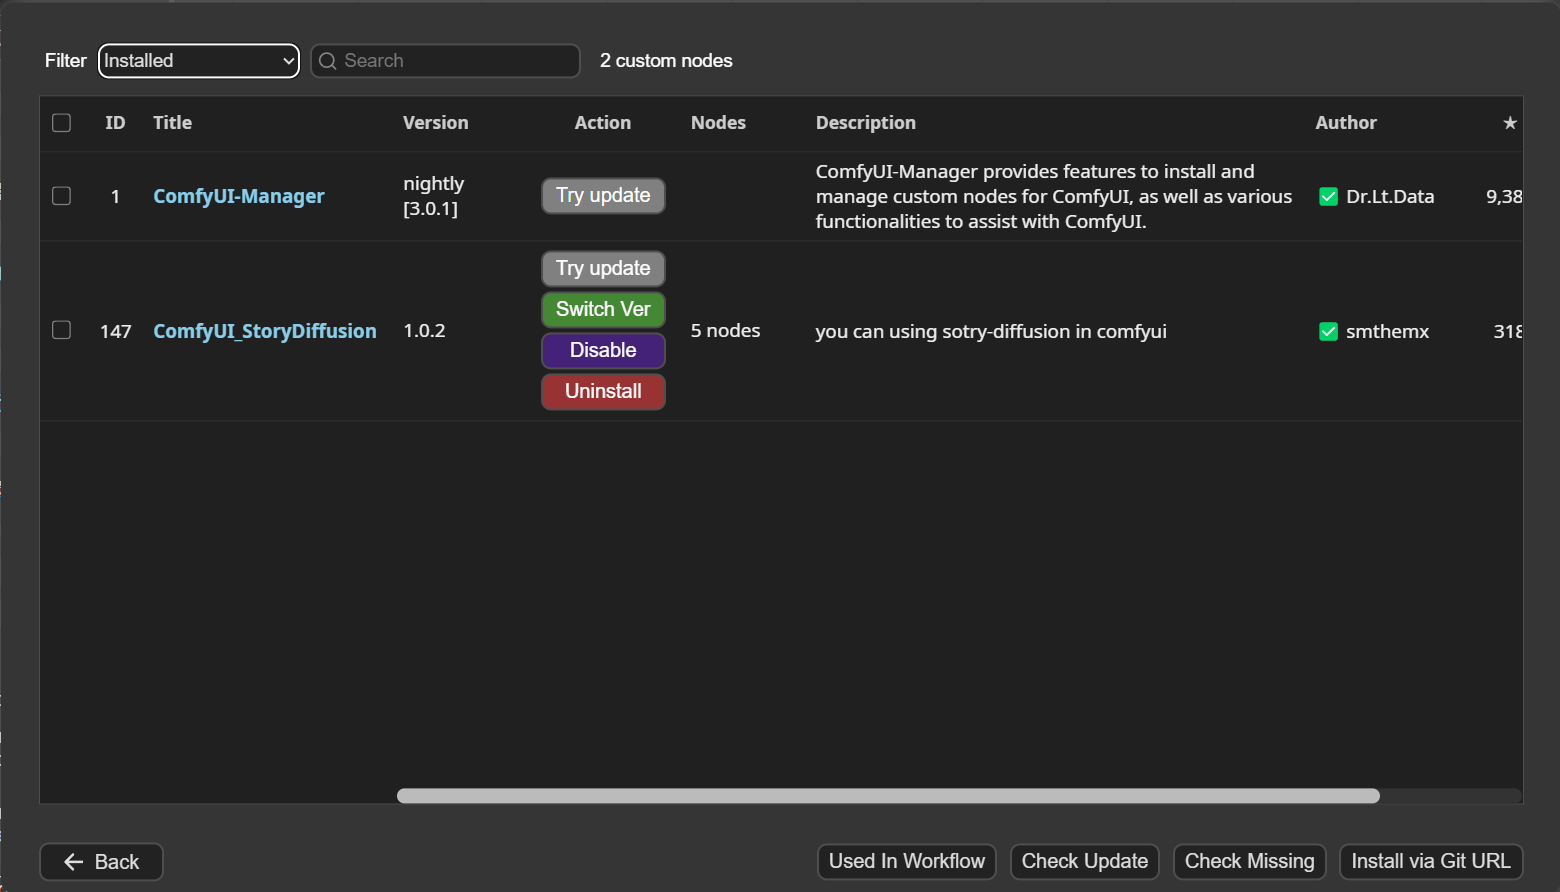 Filter Installed Search 2 custom nodes
ID Title Version Action Nodes Description Author ★
1 ComfyUI-Manager nightly [3.0.1] Try update
ComfyUI-Manager provides features to install and
manage custom nodes for ComfyUI, as well as various
functionalities to assist with ComfyUI.
Dr.Lt.Data 9,38
147 ComfyUI_StoryDiffusion 1.0.2
Try update
Switch Ver
Disable
Uninstall
5 nodes you can using sotry-diffusion in comfyui smthemx 318
Back Used In Workflow Check Update Check Missing Install via Git URL